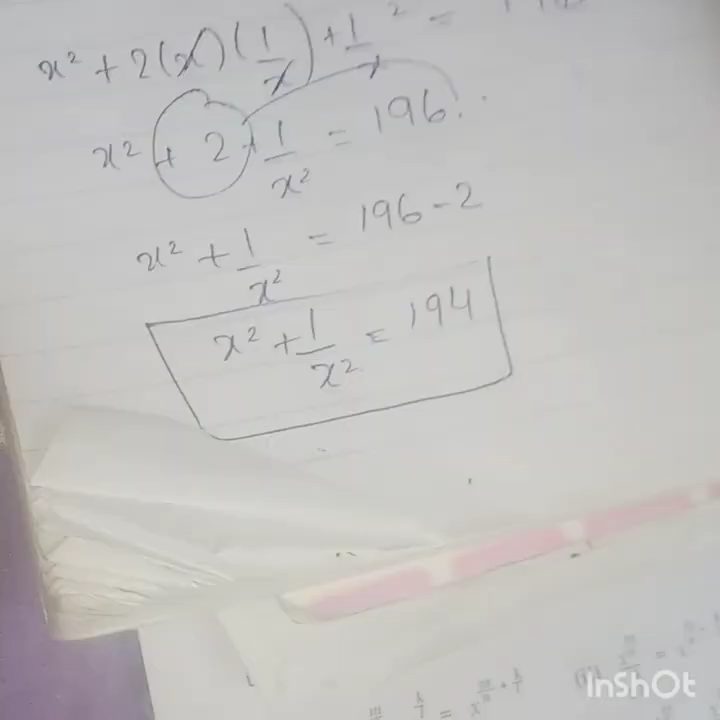 x² + 2(x)(1/x) + 1/x² =
x² + 2 + 1/x² = 196
x² + 1/x² = 196 - 2
x² + 1/x² = 194
InShOt